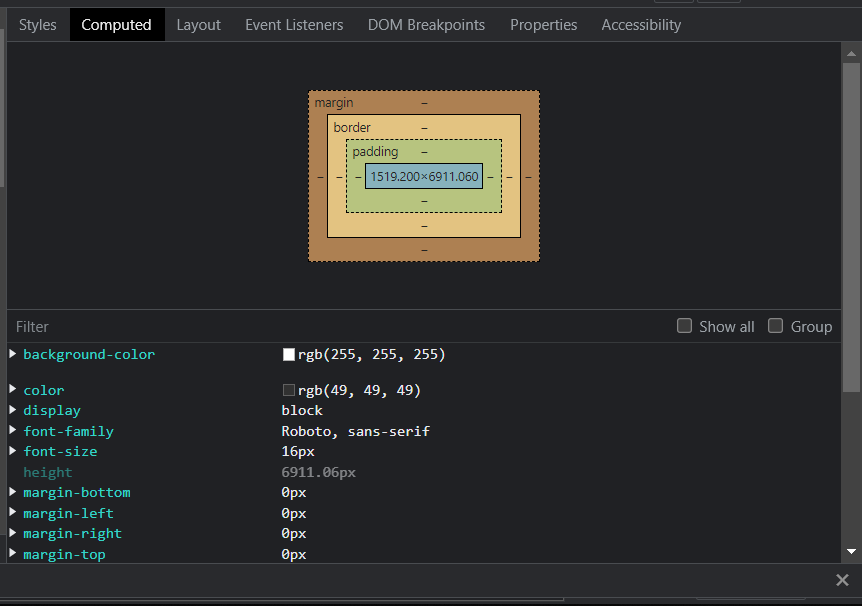 Styles Computed Layout Event Listeners DOM Breakpoints Properties Accessibility
margin –
border –
padding –
– – – 1519.200×6911.060 – – –
–
–
–
Filter Show all Group
background-color rgb(255, 255, 255)
color rgb(49, 49, 49)
display block
font-family Roboto, sans-serif
font-size 16px
height 6911.06px
margin-bottom 0px
margin-left 0px
margin-right 0px
margin-top 0px